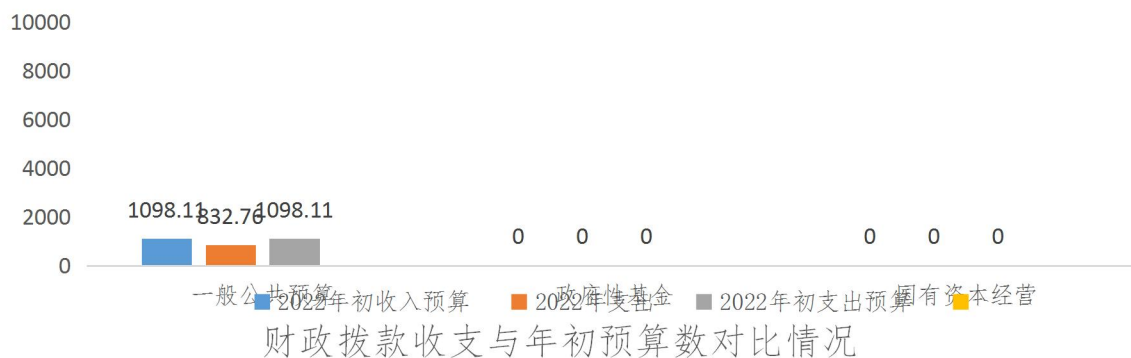 10000
8000
6000
4000
2000
0
1098.11 832.76 1098.11
0 0 0
0 0 0
一般公共预算 政府性基金 国有资本经营
2022年初收入预算 2022年支出 2022年初支出预算
财政拨款收支与年初预算数对比情况